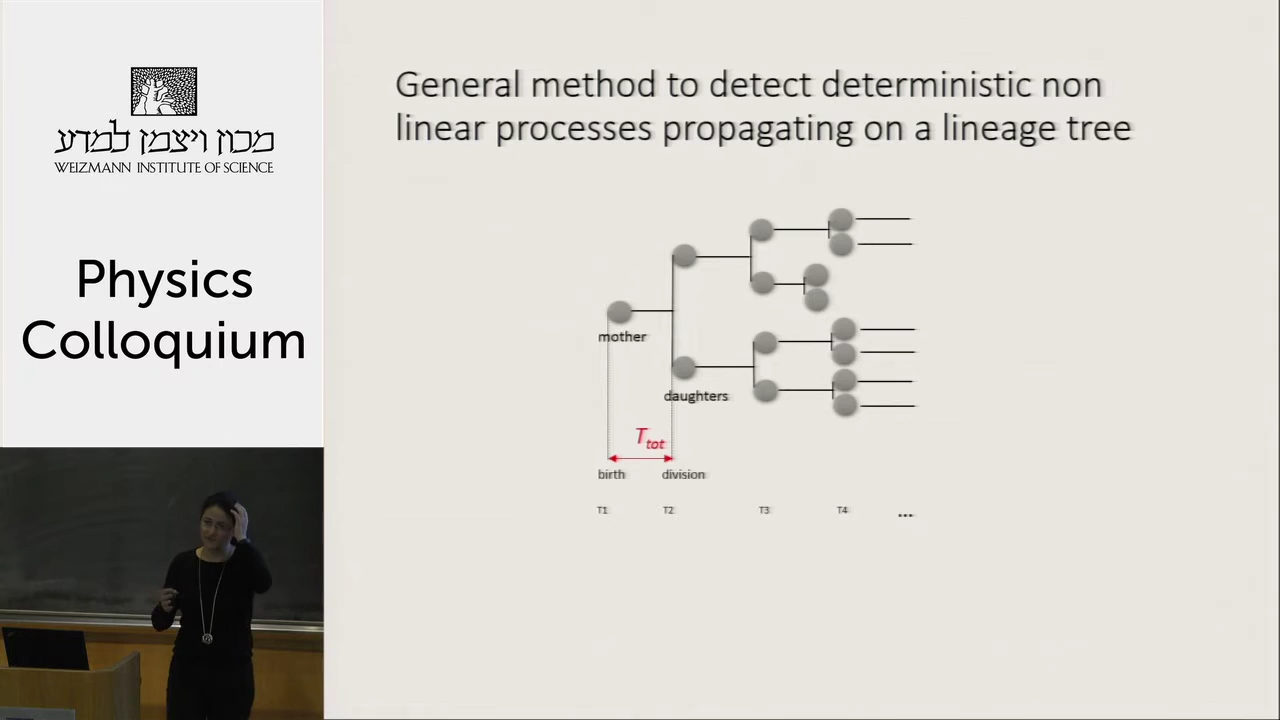 מכון ויצמן למדע
WEIZMANN INSTITUTE OF SCIENCE
Physics
Colloquium
General method to detect deterministic non
linear processes propagating on a lineage tree
mother
daughters
Ttot
birth division
T1 T2 T3 T4 ...